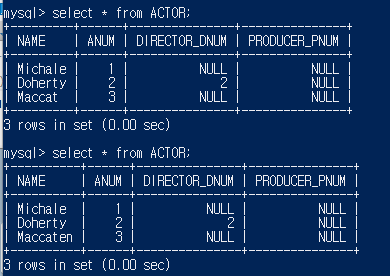 mysql> select * from ACTOR;
+----------+------+---------------+---------------+
| NAME | ANUM | DIRECTOR_DNUM | PRODUCER_PNUM |
+----------+------+---------------+---------------+
| Michale | 1 | NULL | NULL |
| Doherty | 2 | 2 | NULL |
| Maccat | 3 | NULL | NULL |
+----------+------+---------------+---------------+
3 rows in set (0.00 sec)
mysql> select * from ACTOR;
+----------+------+---------------+---------------+
| NAME | ANUM | DIRECTOR_DNUM | PRODUCER_PNUM |
+----------+------+---------------+---------------+
| Michale | 1 | NULL | NULL |
| Doherty | 2 | 2 | NULL |
| Maccaten | 3 | NULL | NULL |
+----------+------+---------------+---------------+
3 rows in set (0.00 sec)